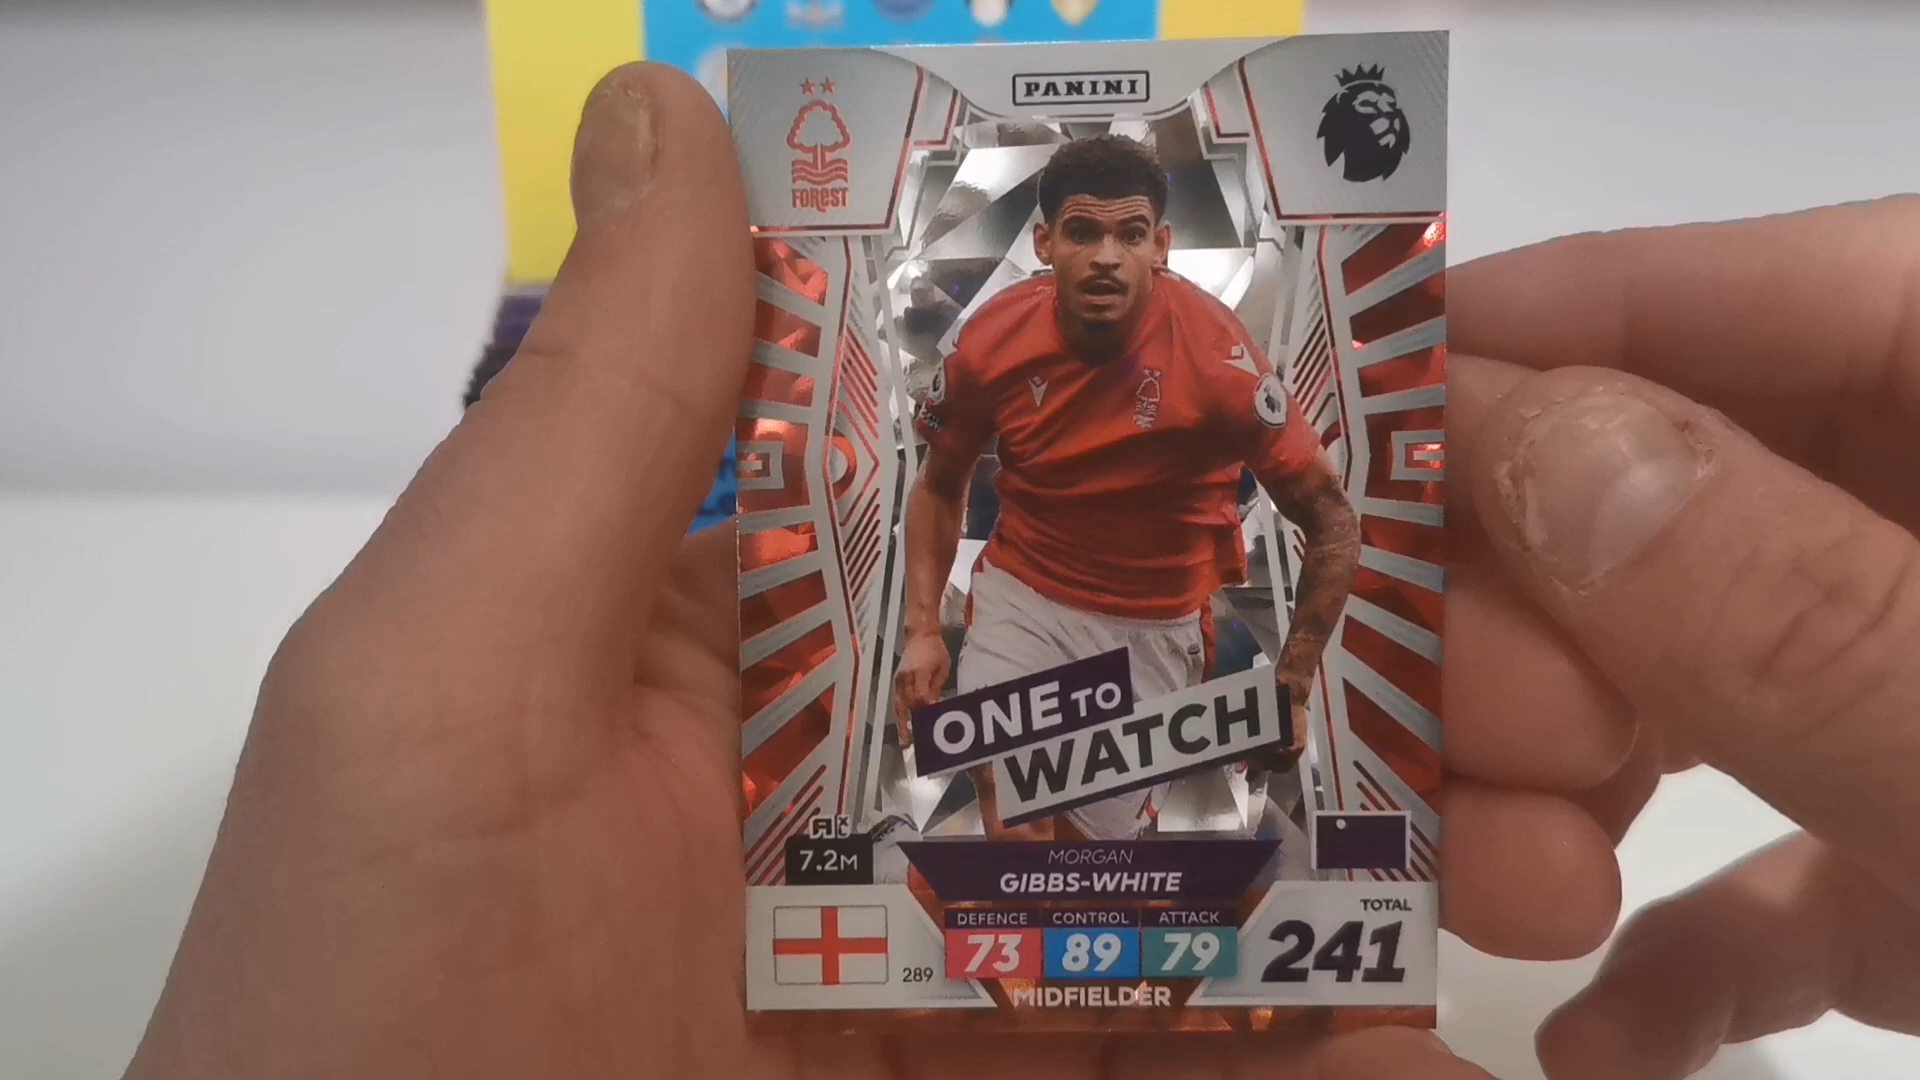 PANINI
FOREST
ONE TO
WATCH
A XL
7.2M
MORGAN
GIBBS-WHITE
DEFENCE CONTROL ATTACK
73 89 79
TOTAL
241
289
MIDFIELDER